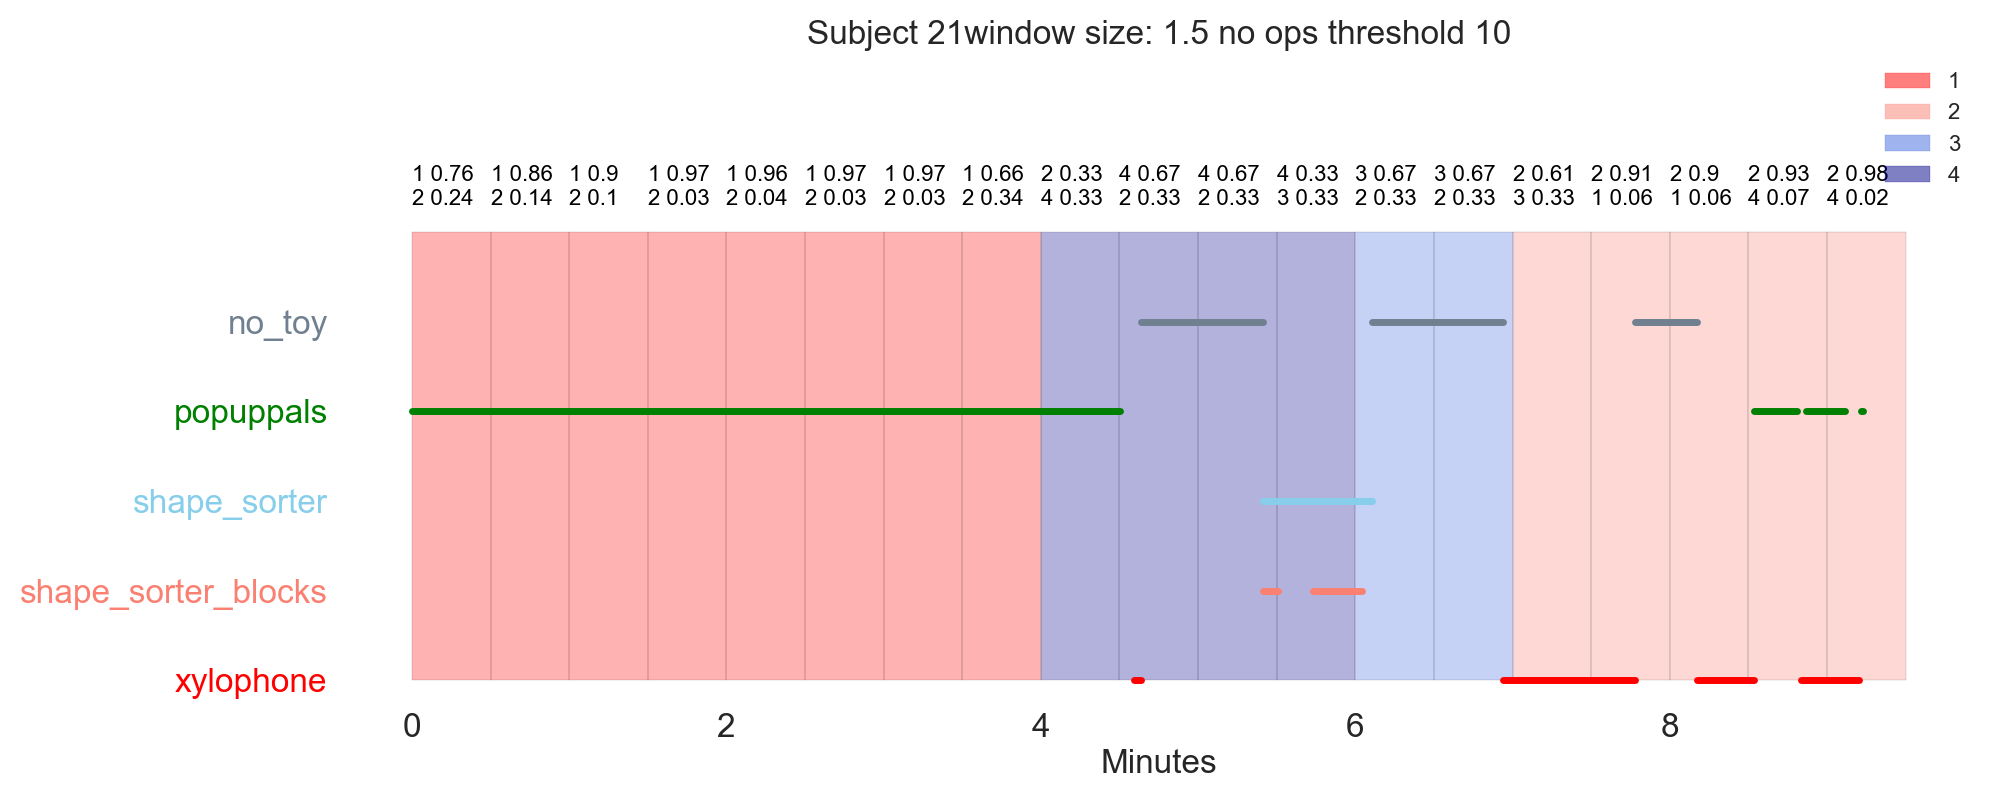 Subject 21window size: 1.5 no ops threshold 10
1
2
3
4
1 0.76 1 0.86 1 0.9 1 0.97 1 0.96 1 0.97 1 0.97 1 0.66 2 0.33 4 0.67 4 0.67 4 0.33 3 0.67 3 0.67 2 0.61 2 0.91 2 0.9 2 0.93 2 0.98
2 0.24 2 0.14 2 0.1 2 0.03 2 0.04 2 0.03 2 0.03 2 0.34 4 0.33 2 0.33 2 0.33 3 0.33 2 0.33 2 0.33 3 0.33 1 0.06 1 0.06 4 0.07 4 0.02
no_toy
popuppals
shape_sorter
shape_sorter_blocks
xylophone
0 2 4 6 8
Minutes